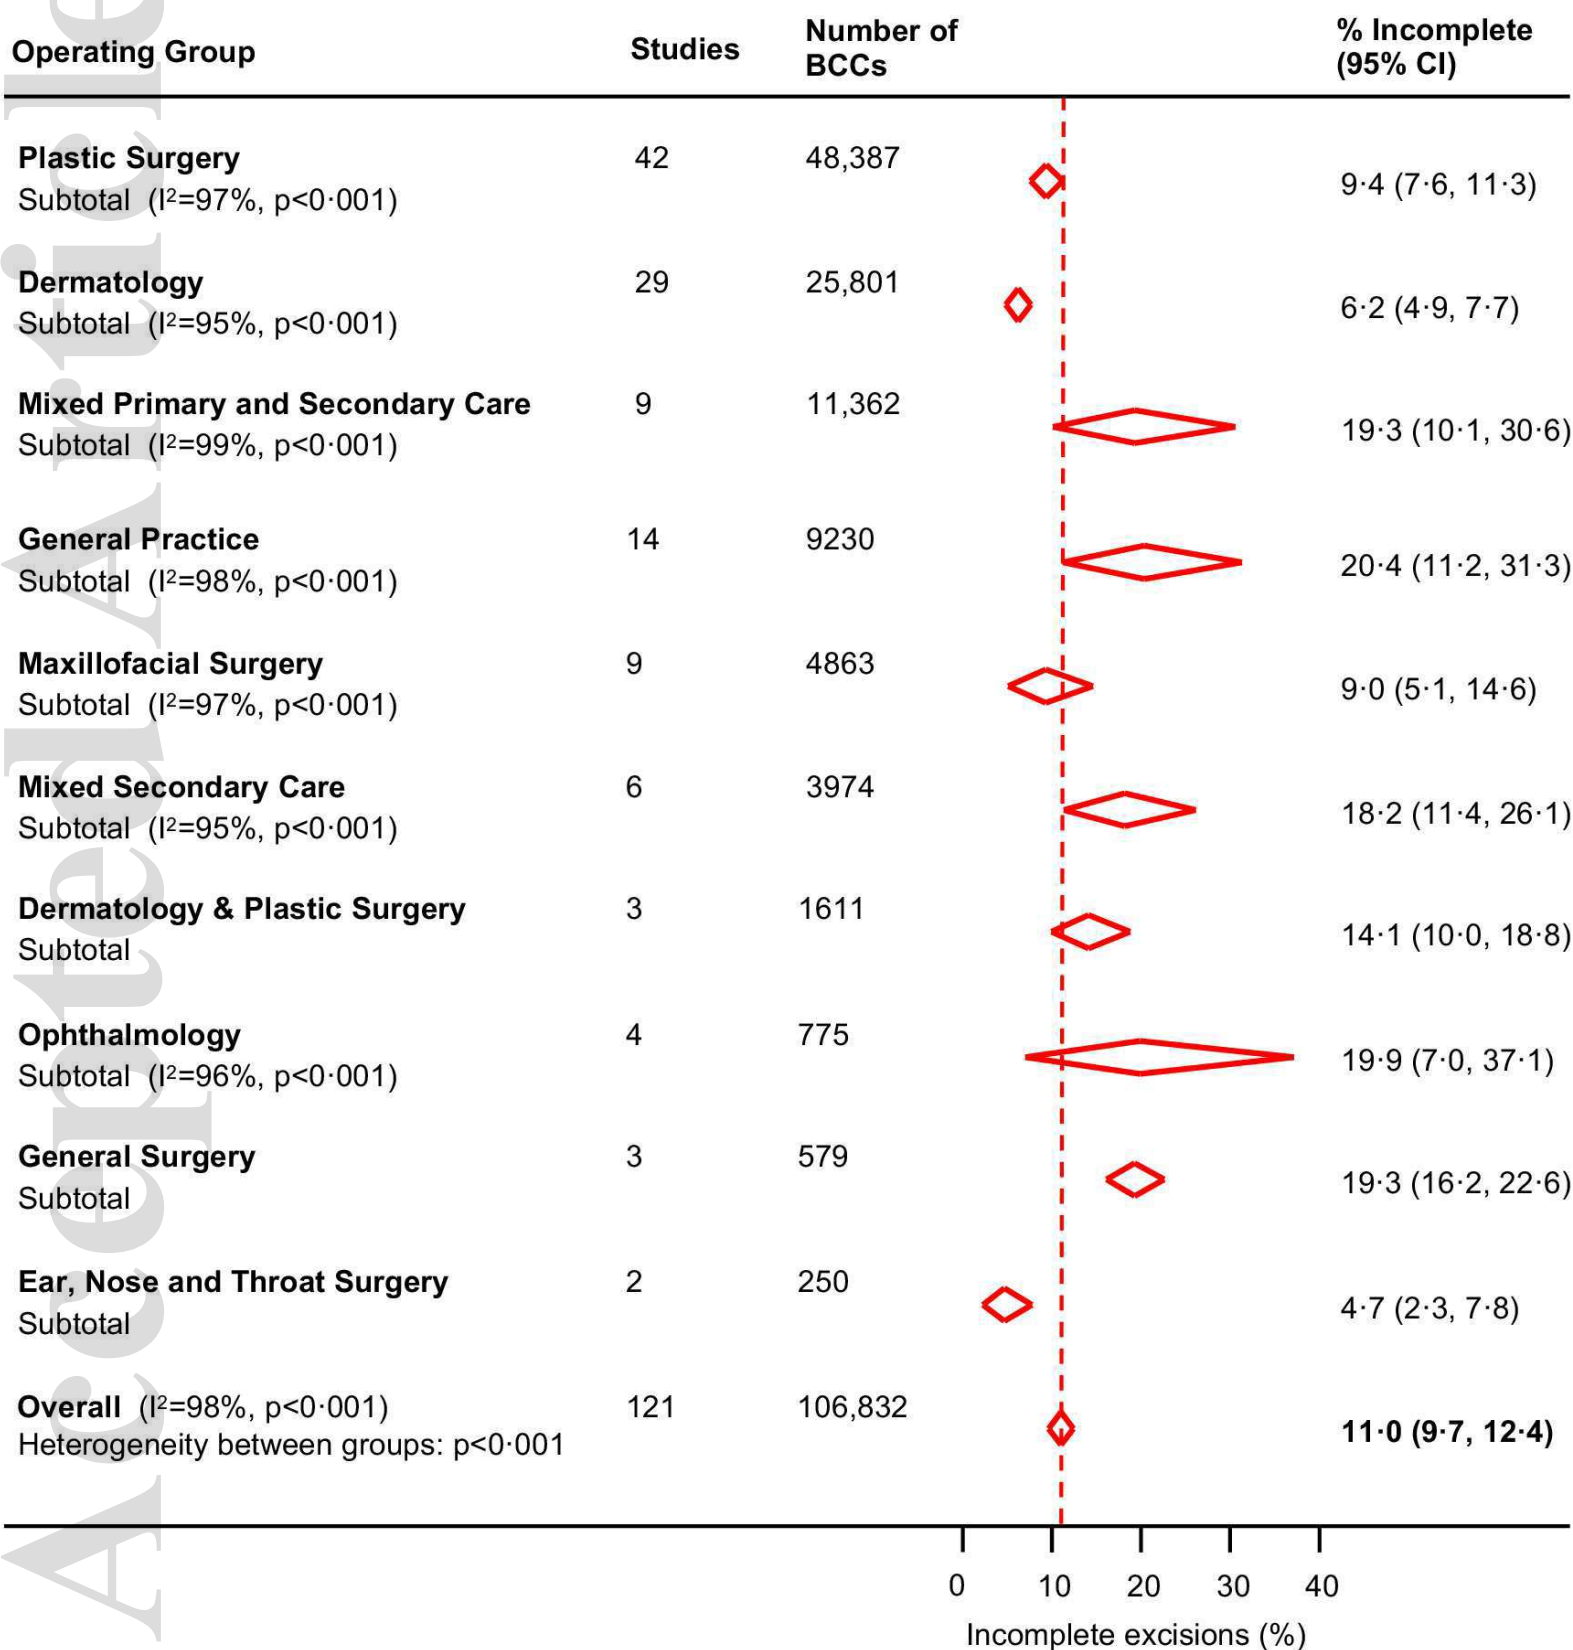 Operating Group Studies Number of BCCs % Incomplete (95% CI)
Plastic Surgery 42 48,387
Subtotal (I²=97%, p<0·001) 9·4 (7·6, 11·3)
Dermatology 29 25,801
Subtotal (I²=95%, p<0·001) 6·2 (4·9, 7·7)
Mixed Primary and Secondary Care 9 11,362
Subtotal (I²=99%, p<0·001) 19·3 (10·1, 30·6)
General Practice 14 9230
Subtotal (I²=98%, p<0·001) 20·4 (11·2, 31·3)
Maxillofacial Surgery 9 4863
Subtotal (I²=97%, p<0·001) 9·0 (5·1, 14·6)
Mixed Secondary Care 6 3974
Subtotal (I²=95%, p<0·001) 18·2 (11·4, 26·1)
Dermatology & Plastic Surgery 3 1611
Subtotal 14·1 (10·0, 18·8)
Ophthalmology 4 775
Subtotal (I²=96%, p<0·001) 19·9 (7·0, 37·1)
General Surgery 3 579
Subtotal 19·3 (16·2, 22·6)
Ear, Nose and Throat Surgery 2 250
Subtotal 4·7 (2·3, 7·8)
Overall (I²=98%, p<0·001) 121 106,832
Heterogeneity between groups: p<0·001 11·0 (9·7, 12·4)
0 10 20 30 40
Incomplete excisions (%)
Accepted Article